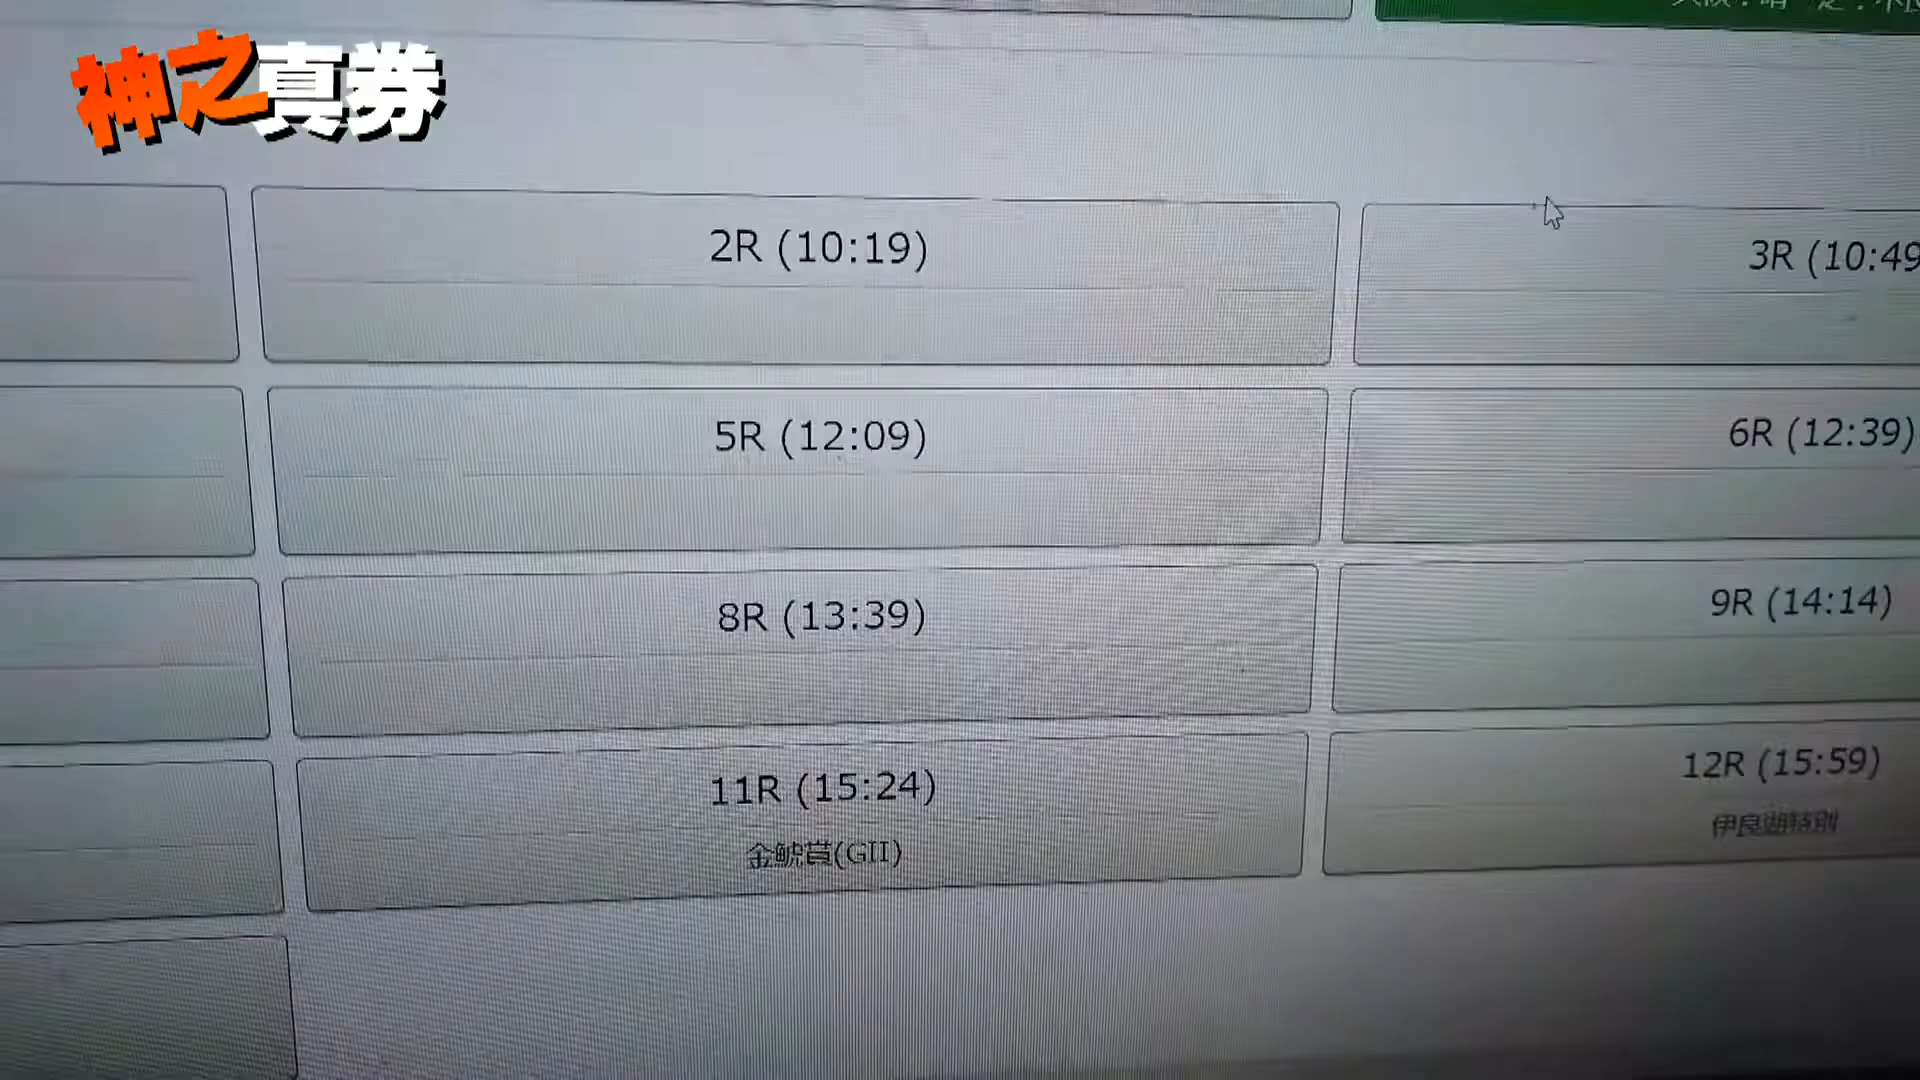 神之真券
2R (10:19)
3R (10:49
5R (12:09)
6R (12:39)
8R (13:39)
9R (14:14)
11R (15:24)
金鯱賞(GII)
12R (15:59)
伊良湖特別